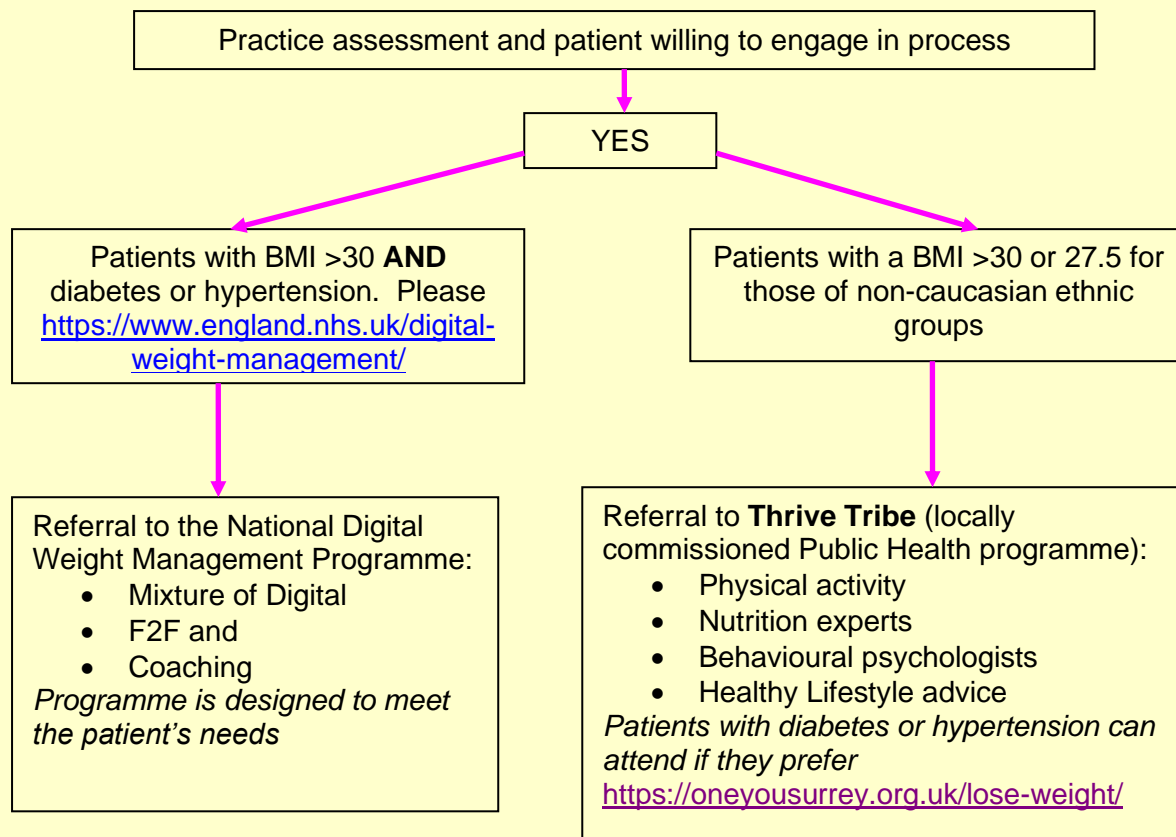 Practice assessment and patient willing to engage in process
YES
Patients with BMI >30 AND
diabetes or hypertension.  Please
https://www.england.nhs.uk/digital-
weight-management/
Patients with a BMI >30 or 27.5 for
those of non-caucasian ethnic
groups
Referral to the National Digital
Weight Management Programme:
• Mixture of Digital
• F2F and
• Coaching
Programme is designed to meet
the patient’s needs
Referral to Thrive Tribe (locally
commissioned Public Health programme):
• Physical activity
• Nutrition experts
• Behavioural psychologists
• Healthy Lifestyle advice
Patients with diabetes or hypertension can
attend if they prefer
https://oneyousurrey.org.uk/lose-weight/